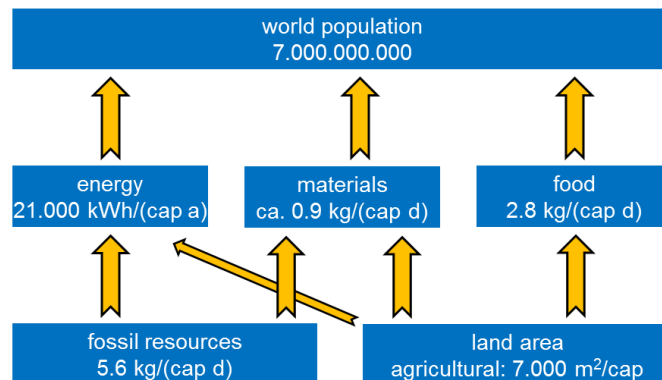 world population
7.000.000.000
energy
21.000 kWh/(cap a)
materials
ca. 0.9 kg/(cap d)
food
2.8 kg/(cap d)
fossil resources
5.6 kg/(cap d)
land area
agricultural: 7.000 m²/cap